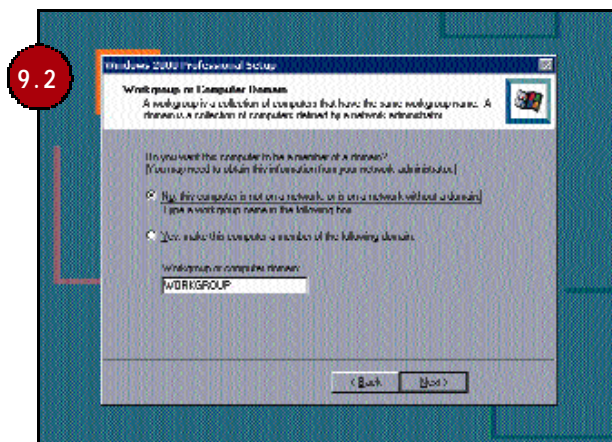 9.2
Windows 2000 Professional Setup
Workgroup or Computer Domain
A workgroup is a collection of computers that have the same workgroup name. A
domain is a collection of computers defined by a network administrator.
Do you want this computer to be a member of a domain?
(You may need to obtain this information from your network administrator.)
No, this computer is not on a network, or is on a network without a domain.
Type a workgroup name in the following box.
Yes, make this computer a member of the following domain:
Workgroup or computer domain:
WORKGROUP
< Back Next >